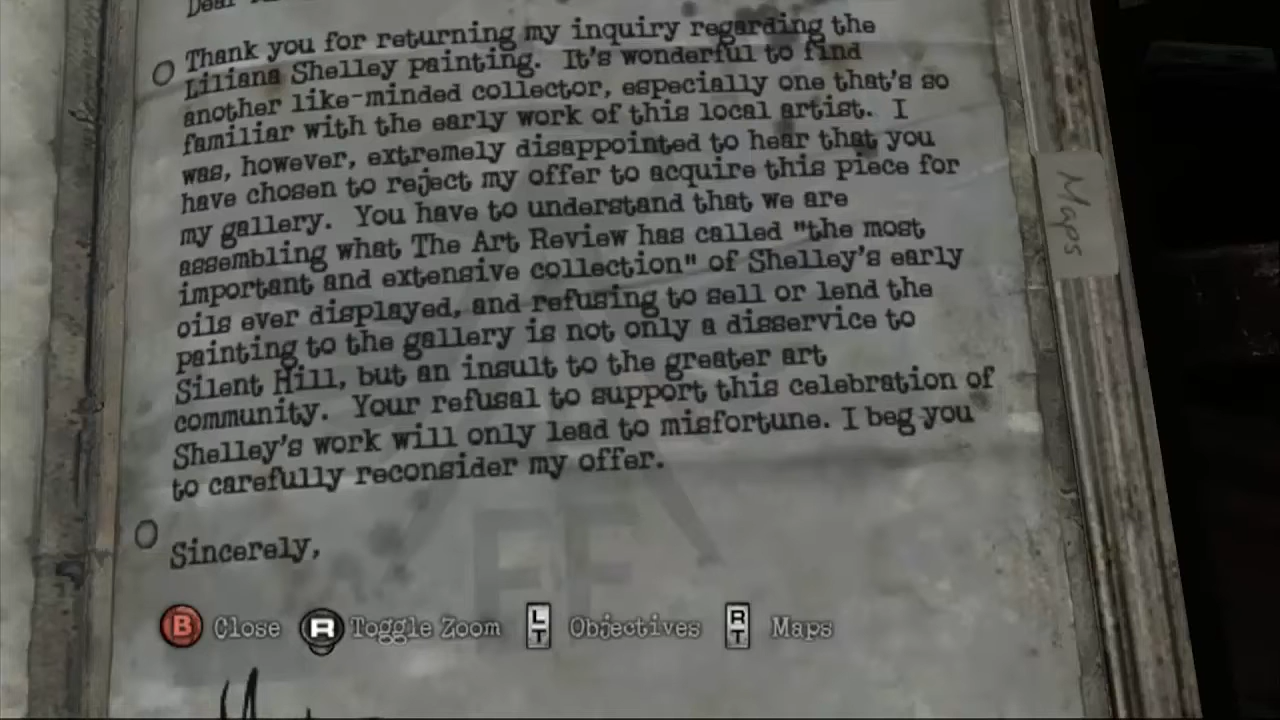 Dear
Thank you for returning my inquiry regarding the
Liliana Shelley painting. It's wonderful to find
another like-minded collector, especially one that's so
familiar with the early work of this local artist. I
was, however, extremely disappointed to hear that you
have chosen to reject my offer to acquire this piece for
my gallery. You have to understand that we are
assembling what The Art Review has called "the most
important and extensive collection" of Shelley's early
oils ever displayed, and refusing to sell or lend the
painting to the gallery is not only a disservice to
Silent Hill, but an insult to the greater art
community. Your refusal to support this celebration of
Shelley's work will only lead to misfortune. I beg you
to carefully reconsider my offer.
Sincerely,
B Close R Toggle Zoom LT Objectives RT Maps
Maps